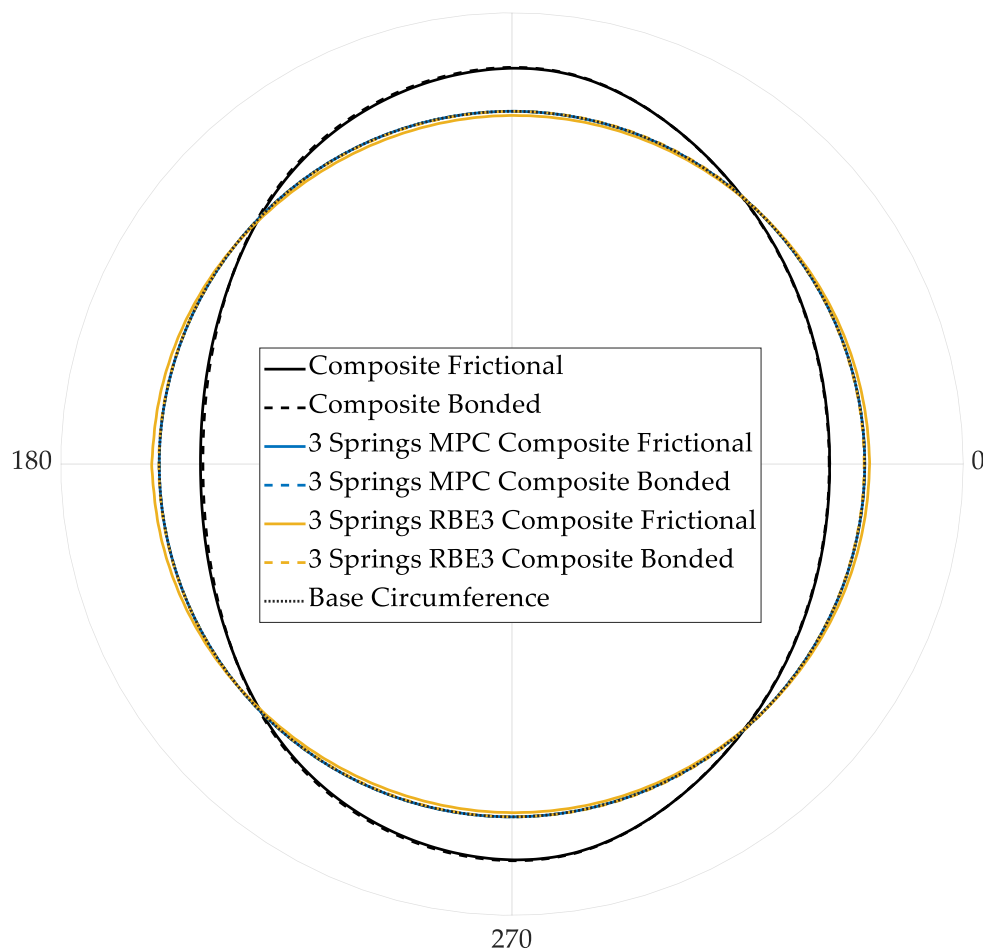 Composite Frictional
Composite Bonded
3 Springs MPC Composite Frictional
180
0
3 Springs MPC Composite Bonded
3 Springs RBE3 Composite Frictional
3 Springs RBE3 Composite Bonded
Base Circumference
270